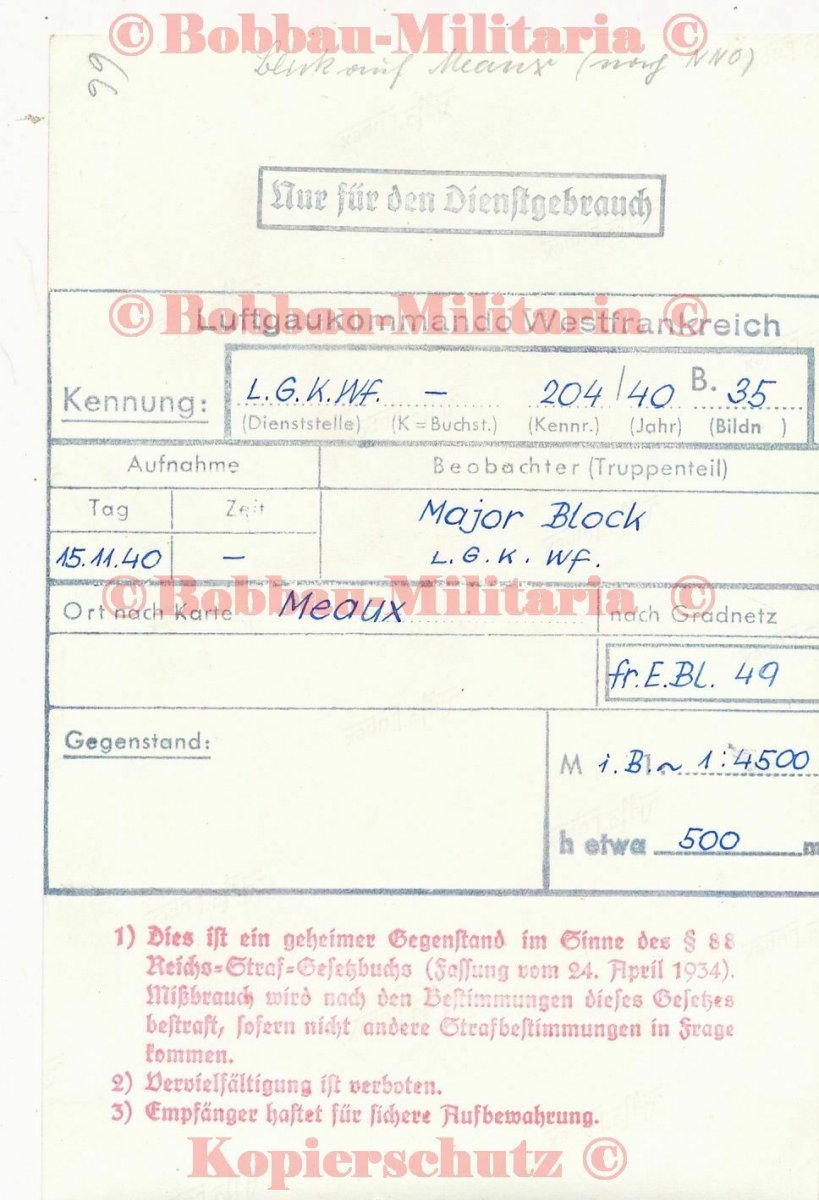 © Bobbau-Militaria ©
99
Blick auf Meaux (nach NNO)
Nur für den Dienstgebrauch
© Bobbau-Militaria ©
Luftgaukommando Westfrankreich
Kennung: L.G.K.Wf. – 204/40 B. 35
(Dienststelle) (K = Buchst.) (Kennr.) (Jahr) (Bildn )
Aufnahme Beobachter (Truppenteil)
Tag Zeit Major Block
15.11.40 – L.G.K. Wf.
© Bobbau-Militaria ©
Ort nach Karte Meaux nach Gradnetz
fr.E.Bl. 49
Gegenstand:
M i.B. ~ 1:4500
h etwa 500 m
1) Dies ist ein geheimer Gegenstand im Sinne des § 88
Reichs=Straf=Gesetzbuchs (Fassung vom 24. April 1934).
Mißbrauch wird nach den Bestimmungen dieses Gesetzes
bestraft, sofern nicht andere Strafbestimmungen in Frage
kommen.
2) Vervielfältigung ist verboten.
3) Empfänger haftet für sichere Aufbewahrung.
Kopierschutz ©